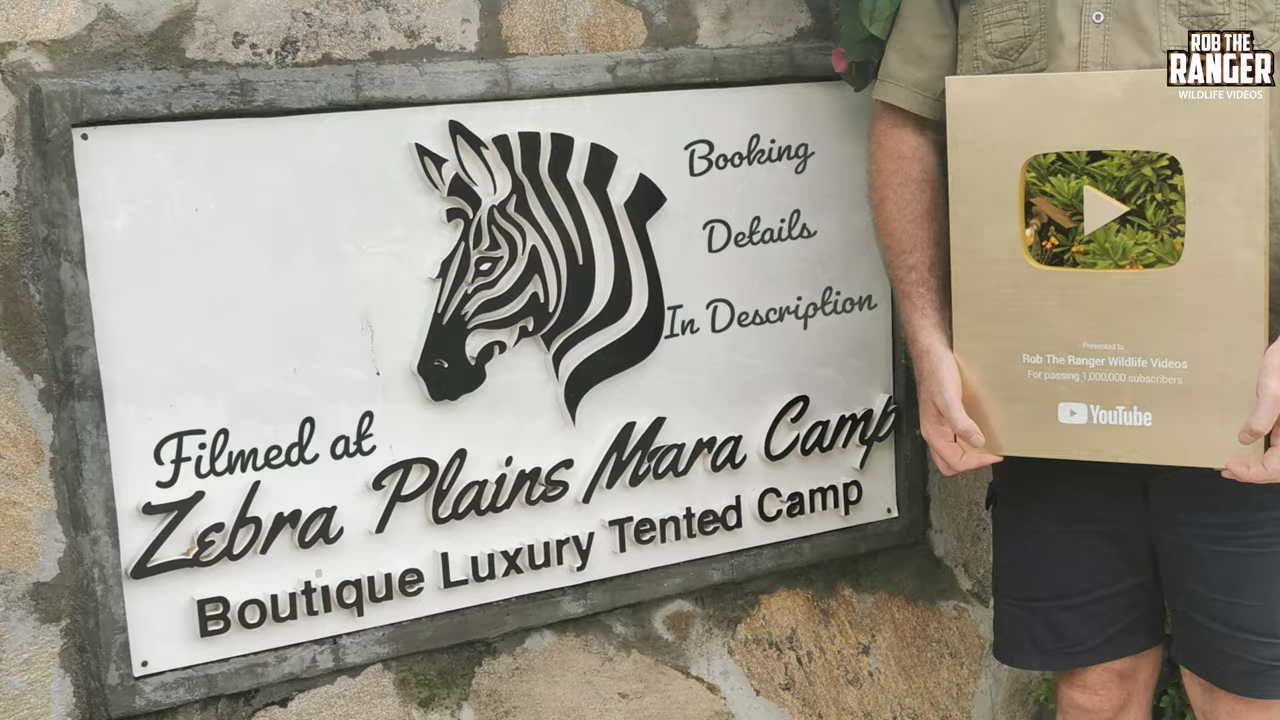 ROB THE
RANGER
WILDLIFE VIDEOS
Booking
Details
In Description
Filmed at
Zebra Plains Mara Camp
Boutique Luxury Tented Camp
Presented to
Rob The Ranger Wildlife Videos
For passing 1,000,000 subscribers
YouTube